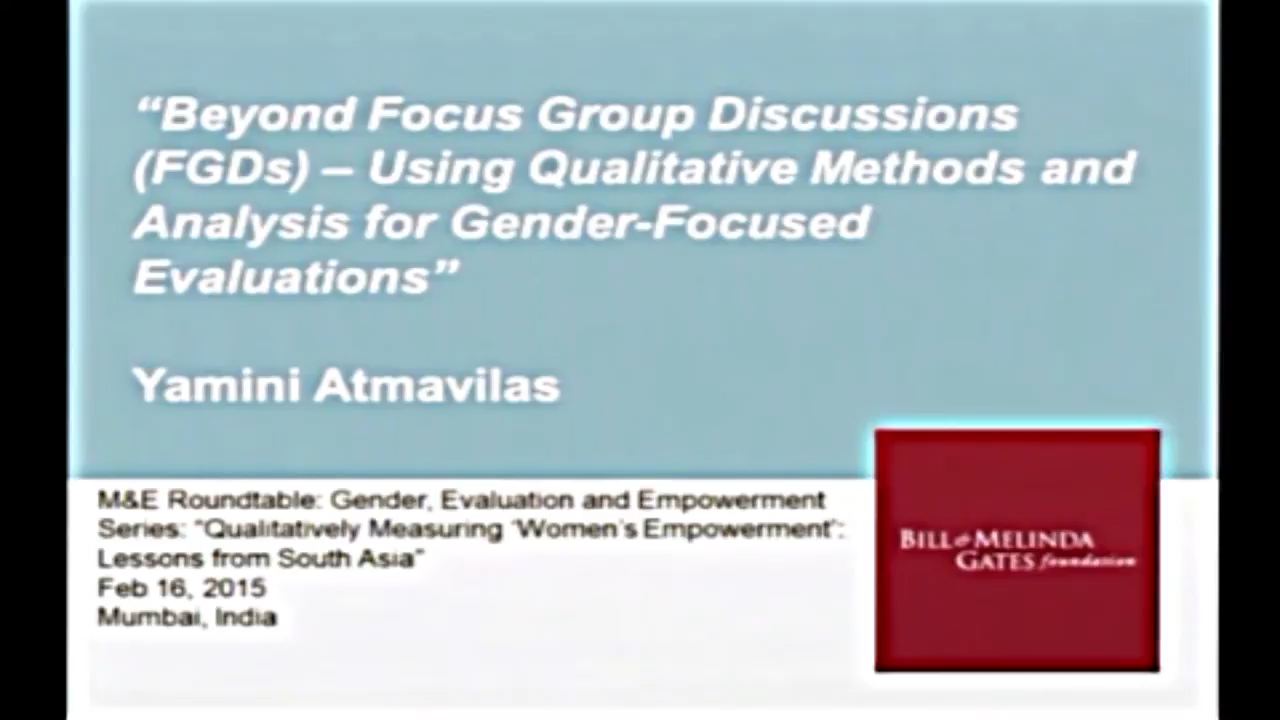 “Beyond Focus Group Discussions
(FGDs) – Using Qualitative Methods and
Analysis for Gender-Focused
Evaluations”
Yamini Atmavilas
M&E Roundtable: Gender, Evaluation and Empowerment
Series: “Qualitatively Measuring ‘Women’s Empowerment’:
Lessons from South Asia”
Feb 16, 2015
Mumbai, India
BILL & MELINDA
GATES foundation